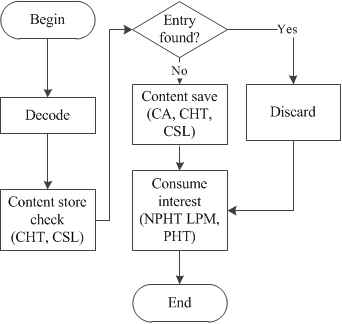 Begin
Decode
Content store
check
(CHT, CSL)
Entry
found?
Yes
No
Content save
(CA, CHT,
CSL)
Discard
Consume
interest
(NPHT LPM,
PHT)
End